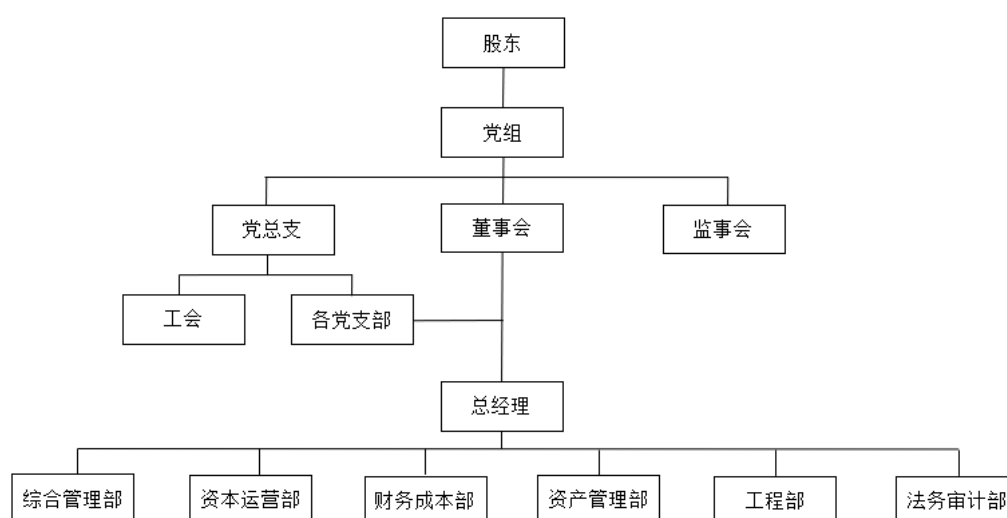 股东
党组
党总支
董事会
监事会
工会
各党支部
总经理
综合管理部
资本运营部
财务成本部
资产管理部
工程部
法务审计部